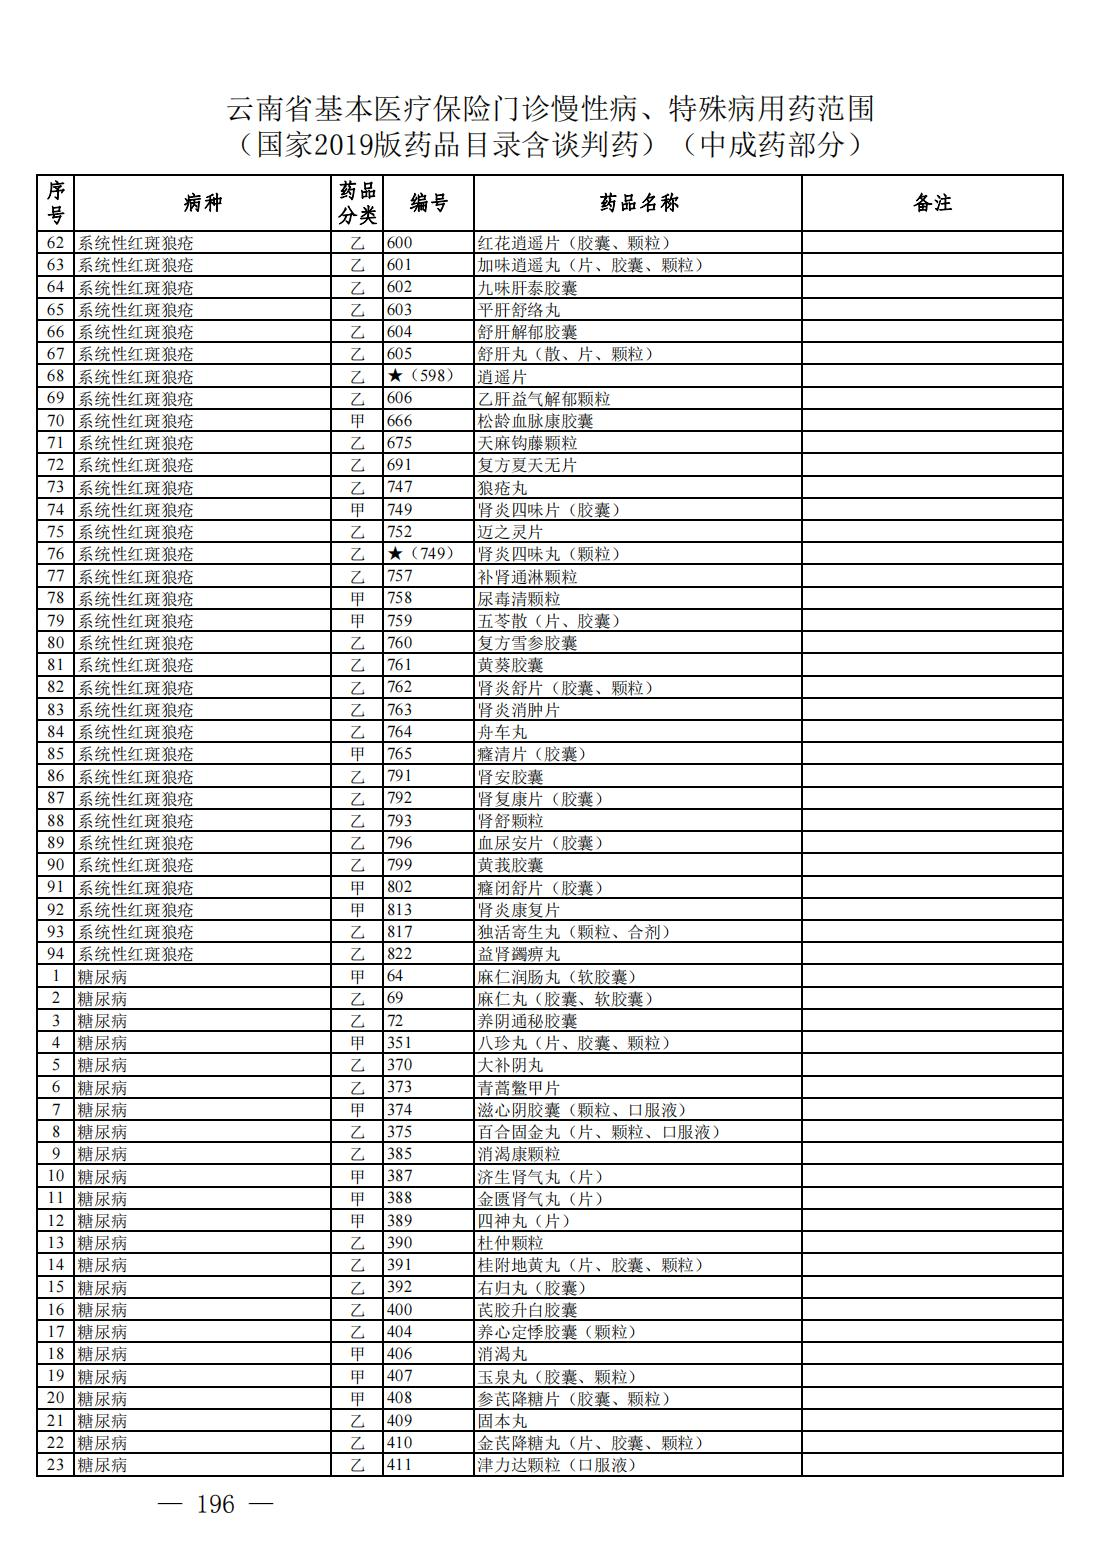 云南省基本医疗保险门诊慢性病、特殊病用药范围
（国家2019版药品目录含谈判药）（中成药部分）
序号 病种 药品分类 编号 药品名称 备注
62 系统性红斑狼疮 乙 600 红花逍遥片（胶囊、颗粒）
63 系统性红斑狼疮 乙 601 加味逍遥丸（片、胶囊、颗粒）
64 系统性红斑狼疮 乙 602 九味肝泰胶囊
65 系统性红斑狼疮 乙 603 平肝舒络丸
66 系统性红斑狼疮 乙 604 舒肝解郁胶囊
67 系统性红斑狼疮 乙 605 舒肝丸（散、片、颗粒）
68 系统性红斑狼疮 乙 ★（598） 逍遥片
69 系统性红斑狼疮 乙 606 乙肝益气解郁颗粒
70 系统性红斑狼疮 甲 666 松龄血脉康胶囊
71 系统性红斑狼疮 乙 675 天麻钩藤颗粒
72 系统性红斑狼疮 乙 691 复方夏天无片
73 系统性红斑狼疮 乙 747 狼疮丸
74 系统性红斑狼疮 甲 749 肾炎四味片（胶囊）
75 系统性红斑狼疮 乙 752 迈之灵片
76 系统性红斑狼疮 乙 ★（749） 肾炎四味丸（颗粒）
77 系统性红斑狼疮 乙 757 补肾通淋颗粒
78 系统性红斑狼疮 甲 758 尿毒清颗粒
79 系统性红斑狼疮 甲 759 五苓散（片、胶囊）
80 系统性红斑狼疮 乙 760 复方雪参胶囊
81 系统性红斑狼疮 乙 761 黄葵胶囊
82 系统性红斑狼疮 乙 762 肾炎舒片（胶囊、颗粒）
83 系统性红斑狼疮 乙 763 肾炎消肿片
84 系统性红斑狼疮 乙 764 舟车丸
85 系统性红斑狼疮 甲 765 癃清片（胶囊）
86 系统性红斑狼疮 乙 791 肾安胶囊
87 系统性红斑狼疮 乙 792 肾复康片（胶囊）
88 系统性红斑狼疮 乙 793 肾舒颗粒
89 系统性红斑狼疮 乙 796 血尿安片（胶囊）
90 系统性红斑狼疮 乙 799 黄莪胶囊
91 系统性红斑狼疮 甲 802 癃闭舒片（胶囊）
92 系统性红斑狼疮 甲 813 肾炎康复片
93 系统性红斑狼疮 乙 817 独活寄生丸（颗粒、合剂）
94 系统性红斑狼疮 乙 822 益肾蠲痹丸
1 糖尿病 甲 64 麻仁润肠丸（软胶囊）
2 糖尿病 乙 69 麻仁丸（胶囊、软胶囊）
3 糖尿病 乙 72 养阴通秘胶囊
4 糖尿病 甲 351 八珍丸（片、胶囊、颗粒）
5 糖尿病 乙 370 大补阴丸
6 糖尿病 乙 373 青蒿鳖甲片
7 糖尿病 甲 374 滋心阴胶囊（颗粒、口服液）
8 糖尿病 乙 375 百合固金丸（片、颗粒、口服液）
9 糖尿病 乙 385 消渴康颗粒
10 糖尿病 甲 387 济生肾气丸（片）
11 糖尿病 甲 388 金匮肾气丸（片）
12 糖尿病 甲 389 四神丸（片）
13 糖尿病 乙 390 杜仲颗粒
14 糖尿病 乙 391 桂附地黄丸（片、胶囊、颗粒）
15 糖尿病 乙 392 右归丸（胶囊）
16 糖尿病 乙 400 芪胶升白胶囊
17 糖尿病 乙 404 养心定悸胶囊（颗粒）
18 糖尿病 甲 406 消渴丸
19 糖尿病 甲 407 玉泉丸（胶囊、颗粒）
20 糖尿病 甲 408 参芪降糖片（胶囊、颗粒）
21 糖尿病 乙 409 固本丸
22 糖尿病 乙 410 金芪降糖丸（片、胶囊、颗粒）
23 糖尿病 乙 411 津力达颗粒（口服液）
— 196 —